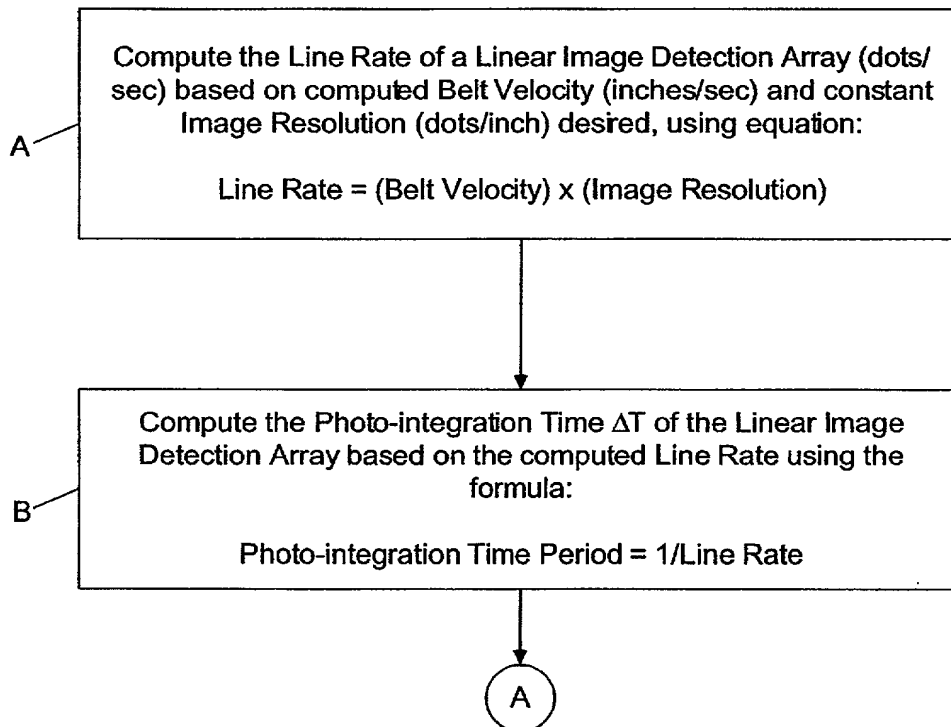 Compute the Line Rate of a Linear Image Detection Array (dots/
sec) based on computed Belt Velocity (inches/sec) and constant
Image Resolution (dots/inch) desired, using equation:
Line Rate = (Belt Velocity) x (Image Resolution)
A
Compute the Photo-integration Time ΔT of the Linear Image
Detection Array based on the computed Line Rate using the
formula:
Photo-integration Time Period = 1/Line Rate
B
A